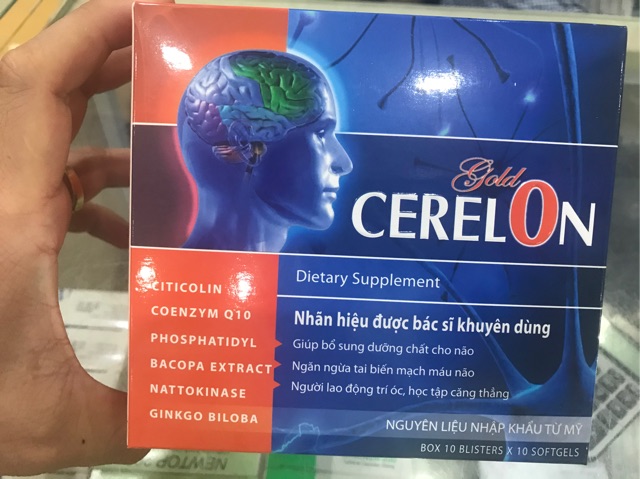 Gold
CERELON
Dietary Supplement
CITICOLIN
COENZYM Q10
PHOSPHATIDYL
BACOPA EXTRACT
NATTOKINASE
GINKGO BILOBA
Nhãn hiệu được bác sĩ khuyên dùng
Giúp bổ sung dưỡng chất cho não
Ngăn ngừa tai biến mạch máu não
Người lao động trí óc, học tập căng thẳng
NGUYÊN LIỆU NHẬP KHẨU TỪ MỸ
BOX 10 BLISTERS X 10 SOFTGELS